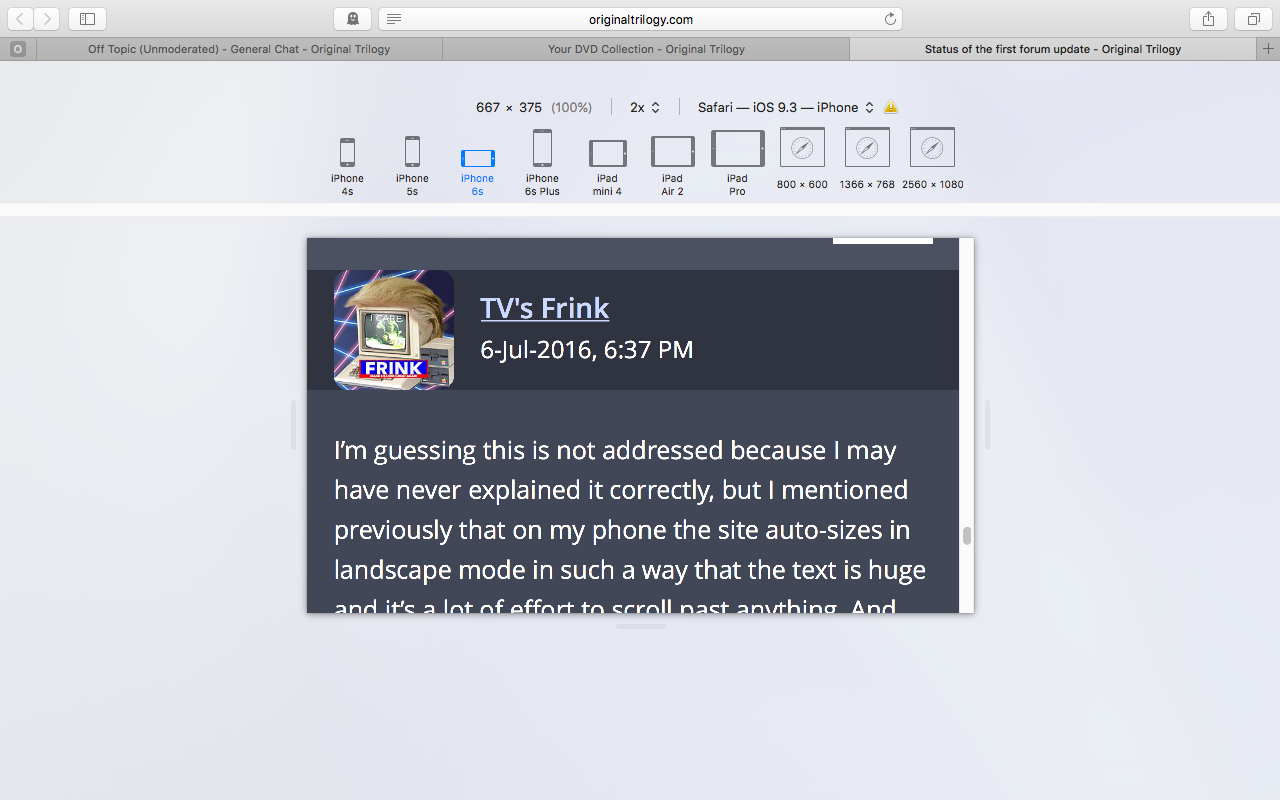 originaltrilogy.com
O
Off Topic (Unmoderated) - General Chat - Original Trilogy
Your DVD Collection - Original Trilogy
Status of the first forum update - Original Trilogy
667 × 375 (100%)
2x
Safari — iOS 9.3 — iPhone
iPhone 4s
iPhone 5s
iPhone 6s
iPhone 6s Plus
iPad mini 4
iPad Air 2
iPad Pro
800 × 600
1366 × 768
2560 × 1080
I CARE
FRINK
TV's Frink
6-Jul-2016, 6:37 PM
I’m guessing this is not addressed because I may
have never explained it correctly, but I mentioned
previously that on my phone the site auto-sizes in
landscape mode in such a way that the text is huge
and it’s a lot of effort to scroll past anything. And